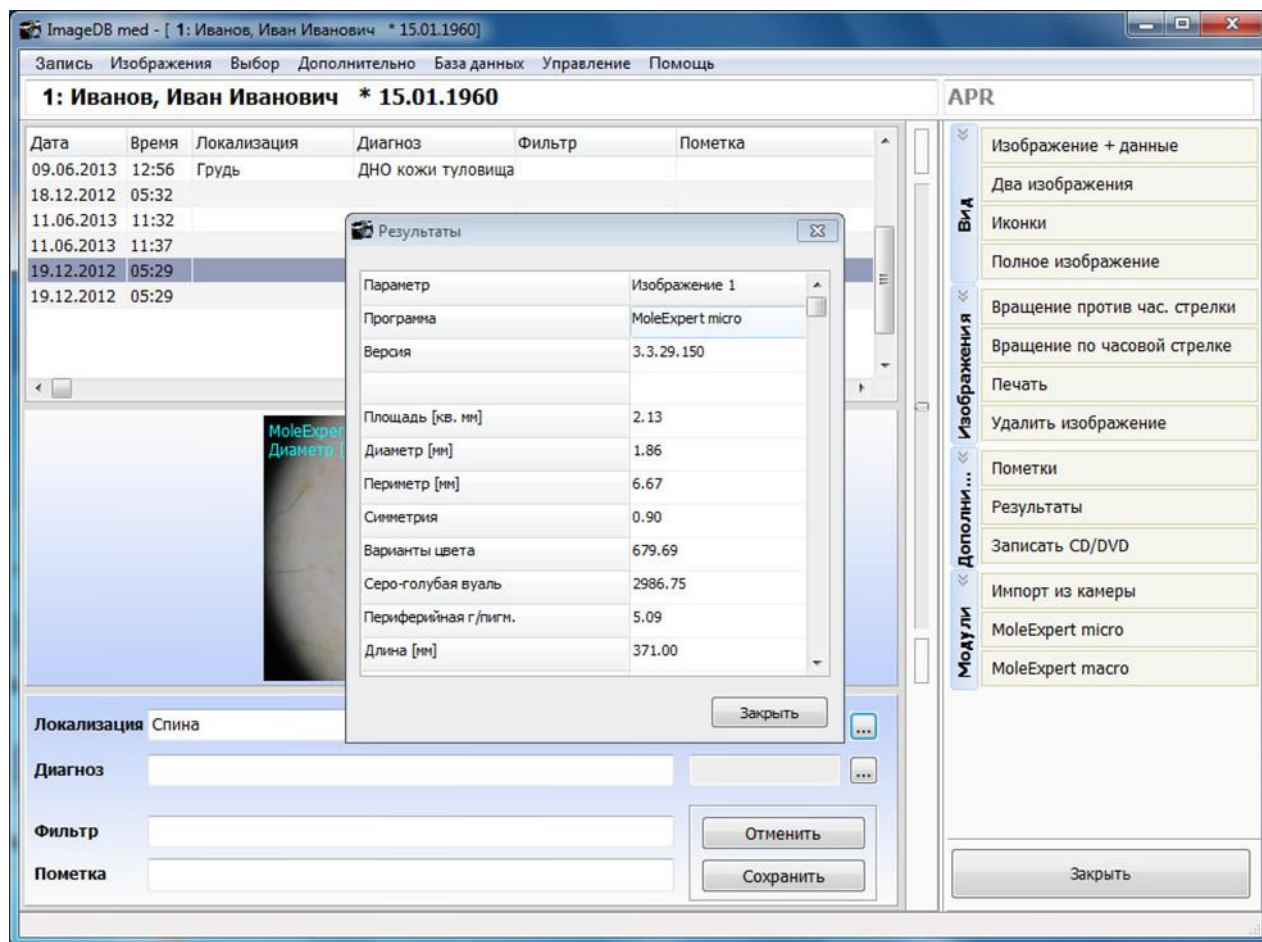 ImageDB med - [ 1: Иванов, Иван Иванович * 15.01.1960]
Запись Изображения Выбор Дополнительно База данных Управление Помощь
1: Иванов, Иван Иванович * 15.01.1960
APR
Дата Время Локализация Диагноз Фильтр Пометка
09.06.2013 12:56 Грудь ДНО кожи туловища
18.12.2012 05:32
11.06.2013 11:32
11.06.2013 11:37
19.12.2012 05:29
19.12.2012 05:29
MoleExper
Диаметр [
Результаты
Параметр Изображение 1
Программа MoleExpert micro
Версия 3.3.29.150
Площадь [кв. мм] 2.13
Диаметр [мм] 1.86
Периметр [мм] 6.67
Симметрия 0.90
Варианты цвета 679.69
Серо-голубая вуаль 2986.75
Периферийная г/пигм. 5.09
Длина [мм] 371.00
Закрыть
Локализация Спина ...
Диагноз ...
Фильтр
Отменить
Пометка
Сохранить
Вид
Изображение + данные
Два изображения
Иконки
Полное изображение
Изображения
Вращение против час. стрелки
Вращение по часовой стрелке
Печать
Удалить изображение
Дополни...
Пометки
Результаты
Записать CD/DVD
Модули
Импорт из камеры
MoleExpert micro
MoleExpert macro
Закрыть